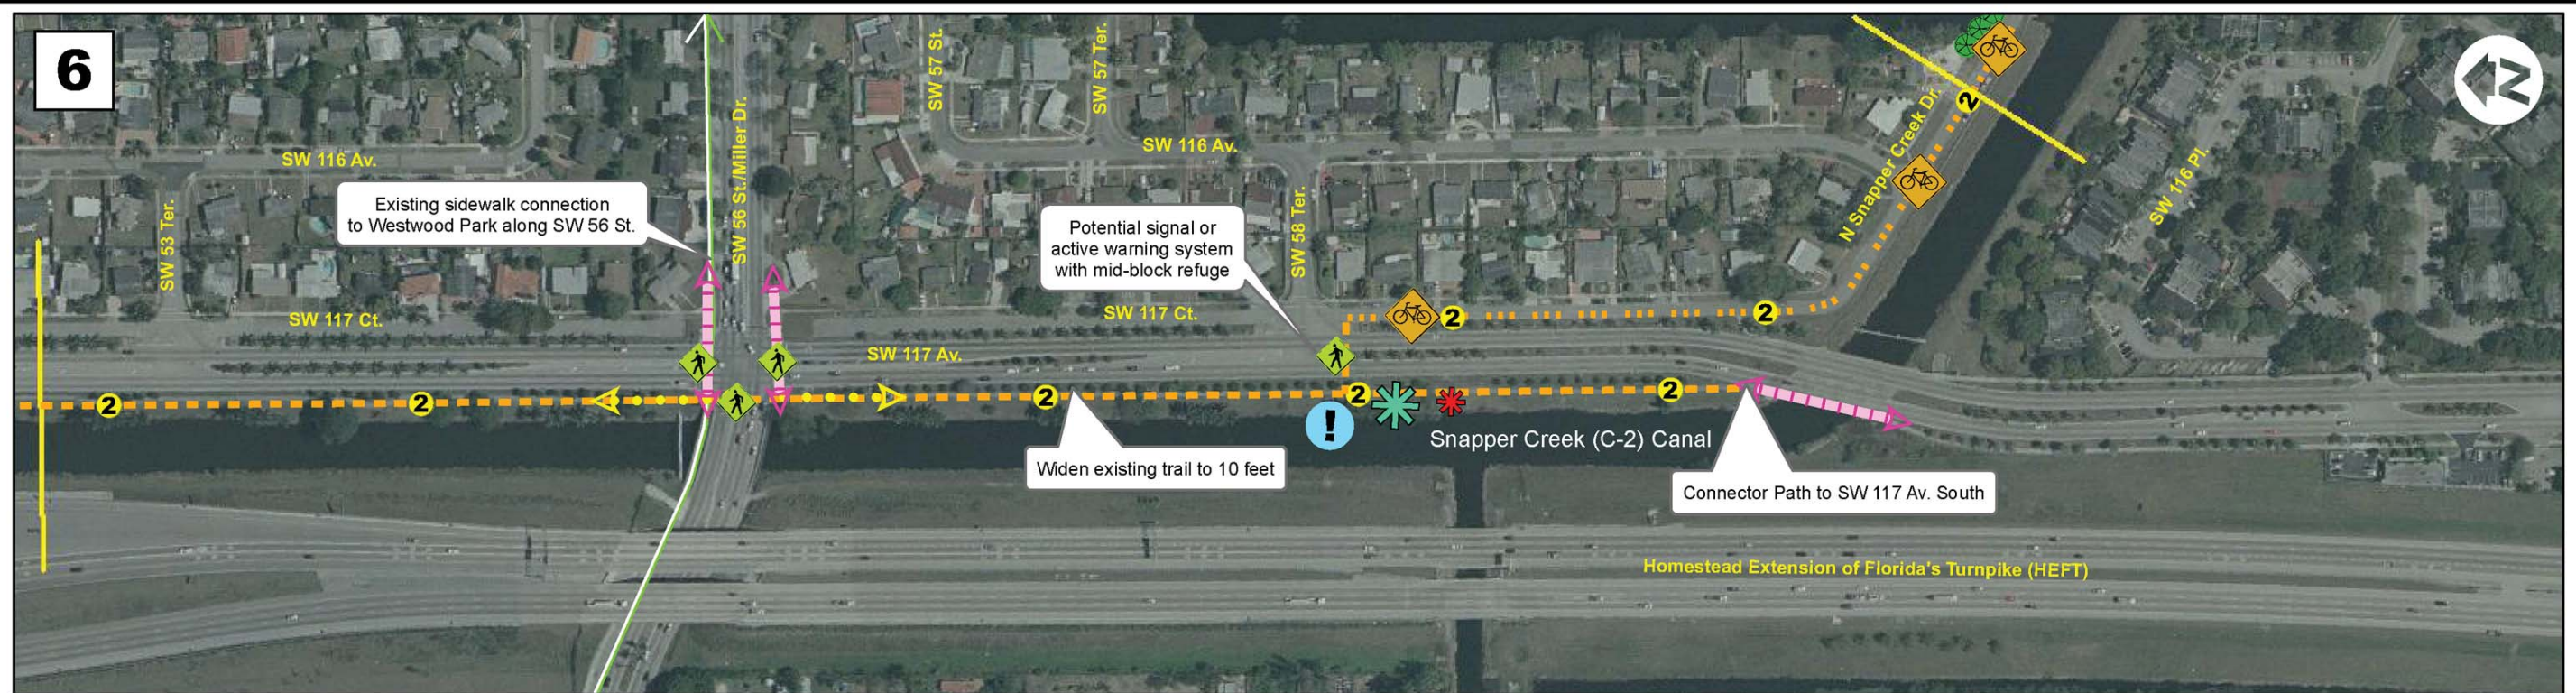 6
N
SW 57 St.
SW 57 Ter.
SW 116 Av.
SW 116 Av.
SW 53 Ter.
Existing sidewalk connection
to Westwood Park along SW 56 St.
SW 56 St./Miller Dr.
Potential signal or
active warning system
with mid-block refuge
SW 58 Ter.
N Snapper Creek Dr.
2
SW 116 Pl.
SW 117 Ct.
SW 117 Ct.
2
2
SW 117 Av.
2
2
2
2
2
!
Snapper Creek (C-2) Canal
Widen existing trail to 10 feet
Connector Path to SW 117 Av. South
Homestead Extension of Florida's Turnpike (HEFT)